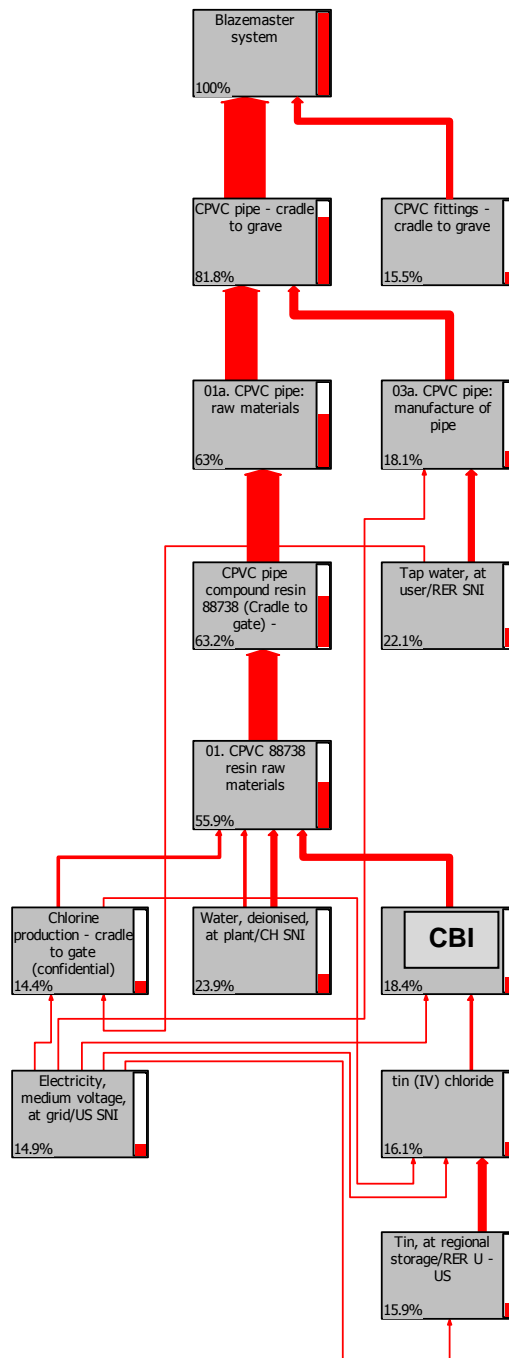 Blazemaster
system
100%
CPVC pipe - cradle
to grave
81.8%
CPVC fittings -
cradle to grave
15.5%
01a. CPVC pipe:
raw materials
63%
03a. CPVC pipe:
manufacture of
pipe
18.1%
CPVC pipe
compound resin
88738 (Cradle to
gate) -
63.2%
Tap water, at
user/RER SNI
22.1%
01. CPVC 88738
resin raw
materials
55.9%
Chlorine
production - cradle
to gate
(confidential)
14.4%
Water, deionised,
at plant/CH SNI
23.9%
CBI
18.4%
Electricity,
medium voltage,
at grid/US SNI
14.9%
tin (IV) chloride
16.1%
Tin, at regional
storage/RER U -
US
15.9%